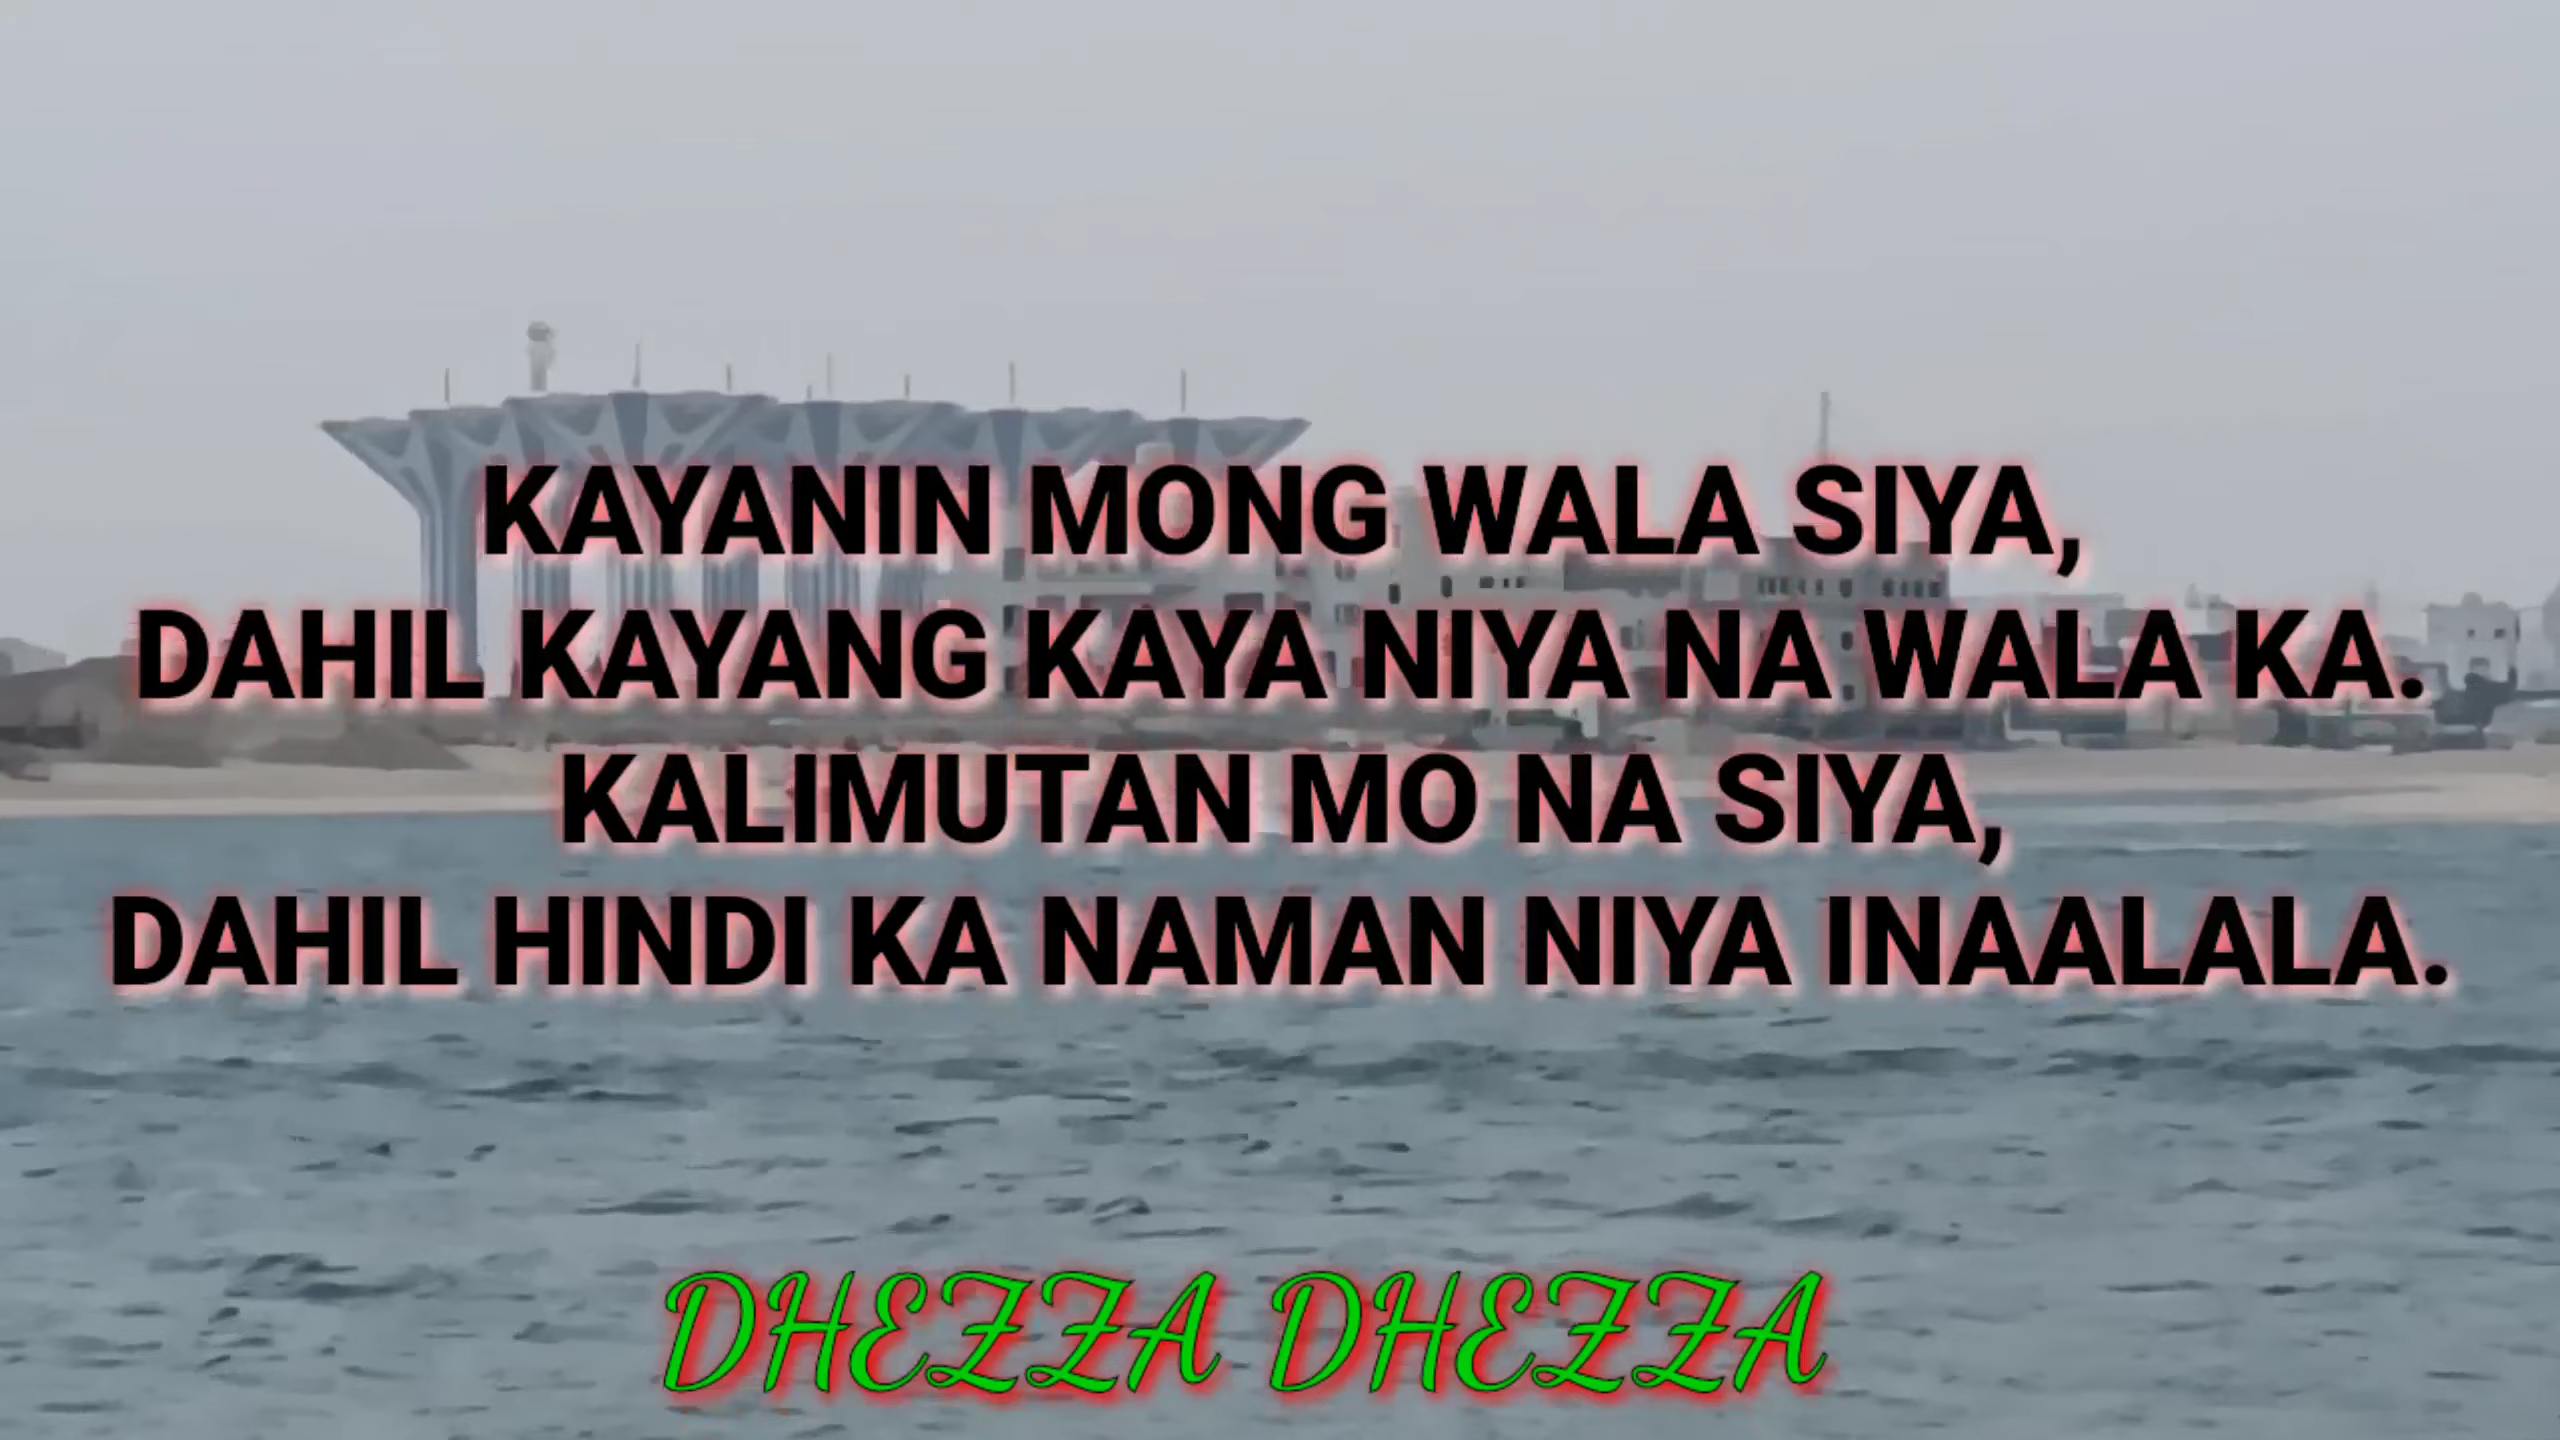 KAYANIN MONG WALA SIYA,
DAHIL KAYANG KAYA NIYA NA WALA KA.
KALIMUTAN MO NA SIYA,
DAHIL HINDI KA NAMAN NIYA INAALALA.
DHEZZA DHEZZA